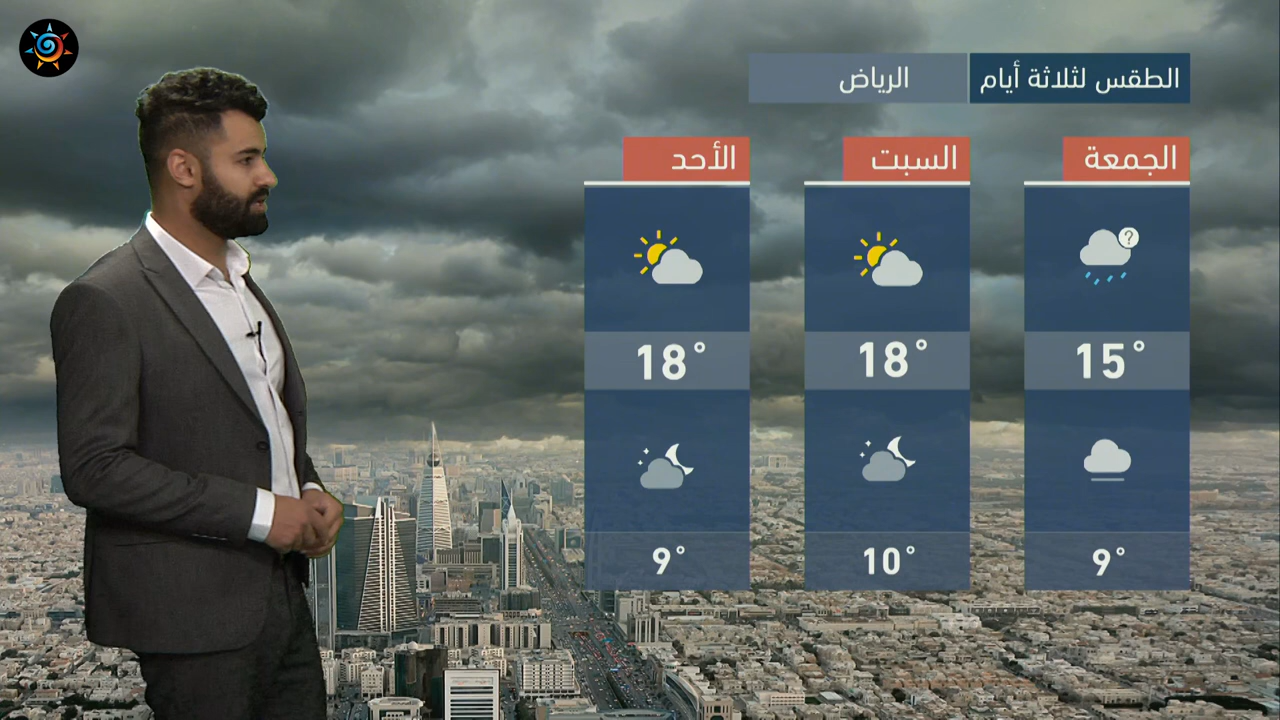 الطقس لثلاثة أيام
الرياض
الجمعة
السبت
الأحد
?
15°
18°
18°
9°
10°
9°